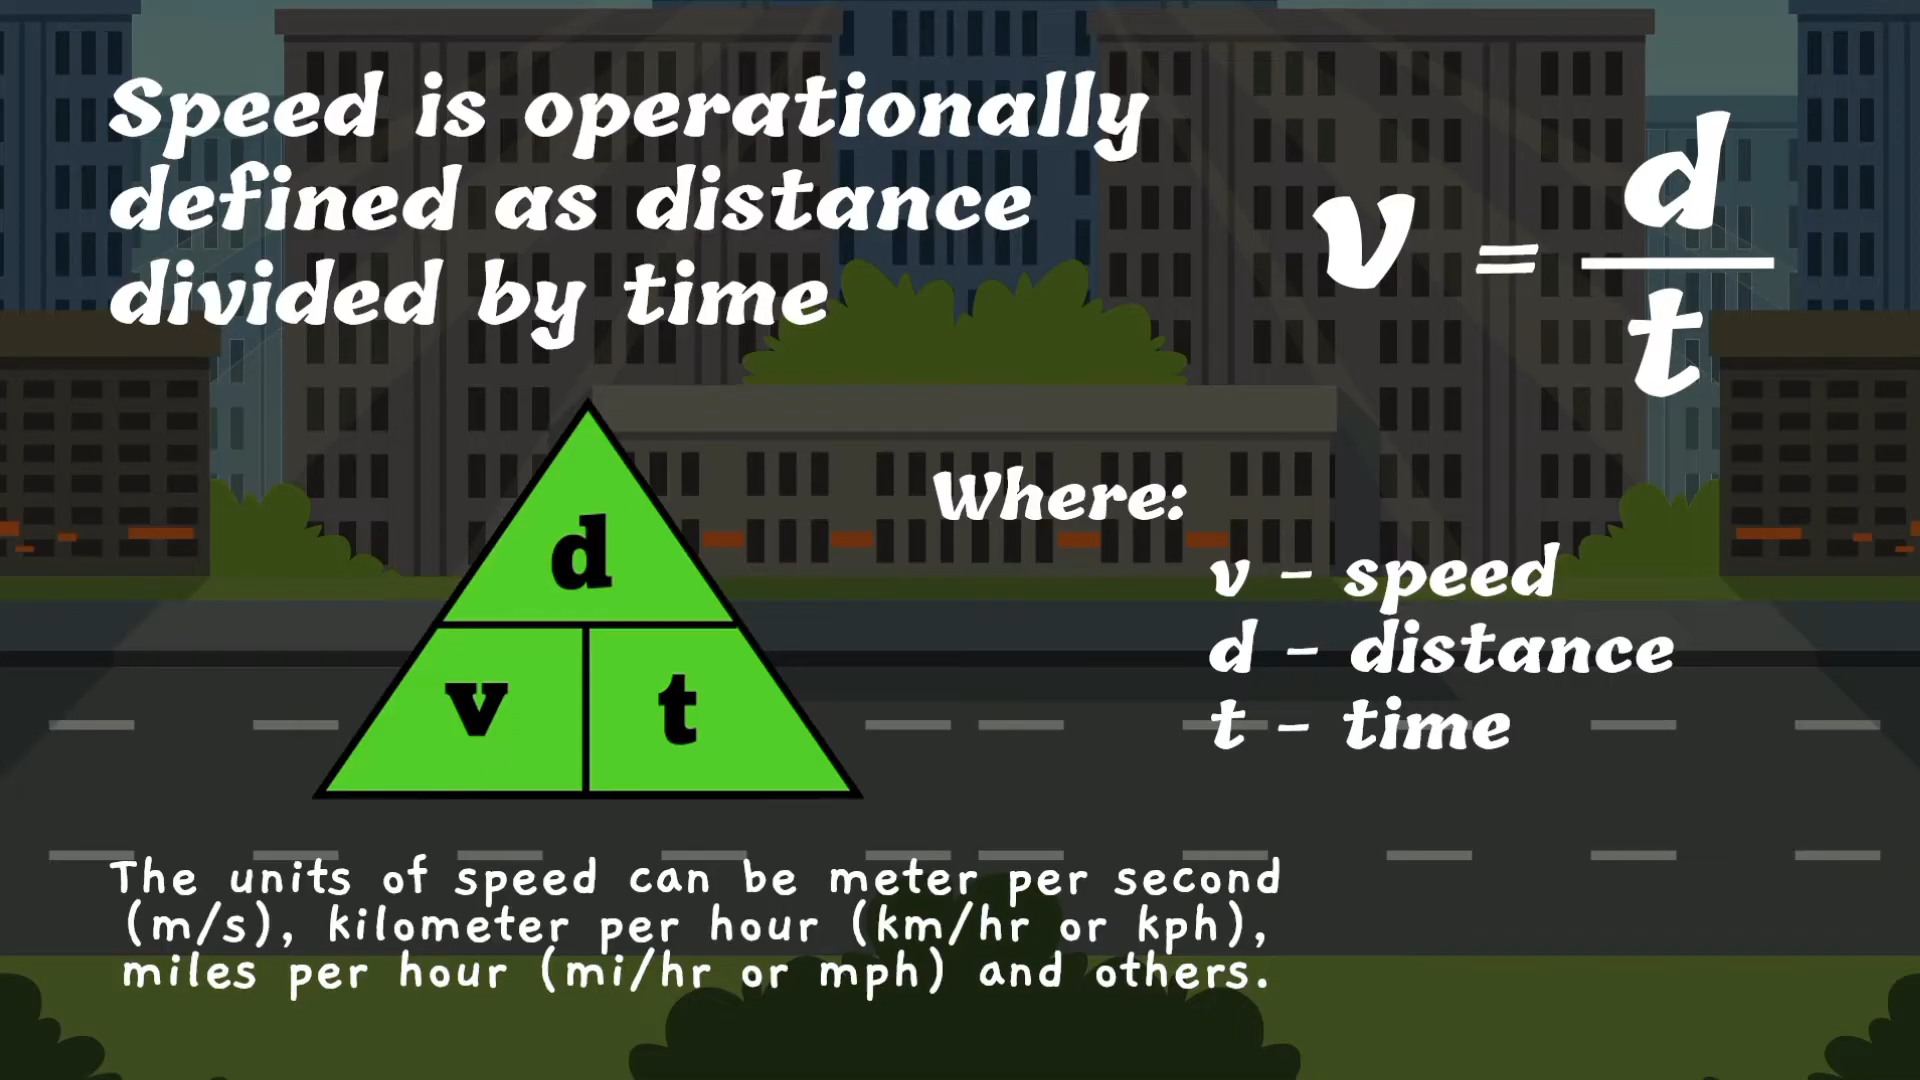 Speed is operationally
defined as distance
divided by time
v = d
t
d
v t
Where:
v - speed
d - distance
t - time
The units of speed can be meter per second
(m/s), kilometer per hour (km/hr or kph),
miles per hour (mi/hr or mph) and others.